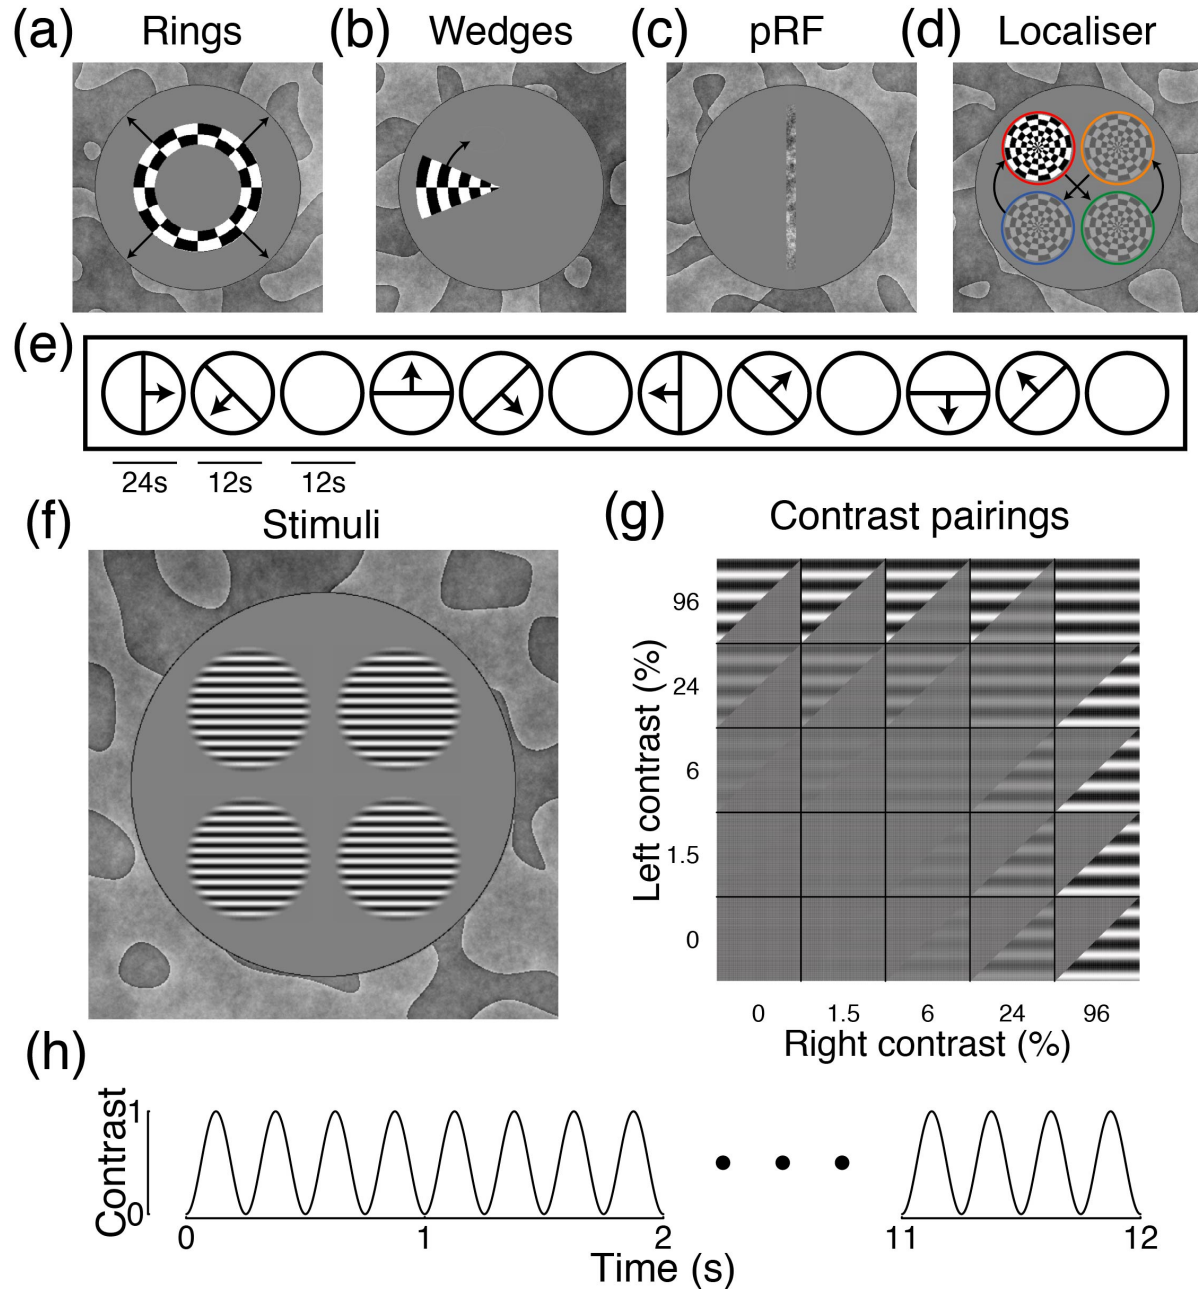 (a) Rings
(b) Wedges
(c) pRF
(d) Localiser
(e)
24s 12s 12s
(f) Stimuli
(g) Contrast pairings
Left contrast (%)
96
24
6
1.5
0
0 1.5 6 24 96
Right contrast (%)
(h)
Contrast
1
0
0 1 2 11 12
Time (s)